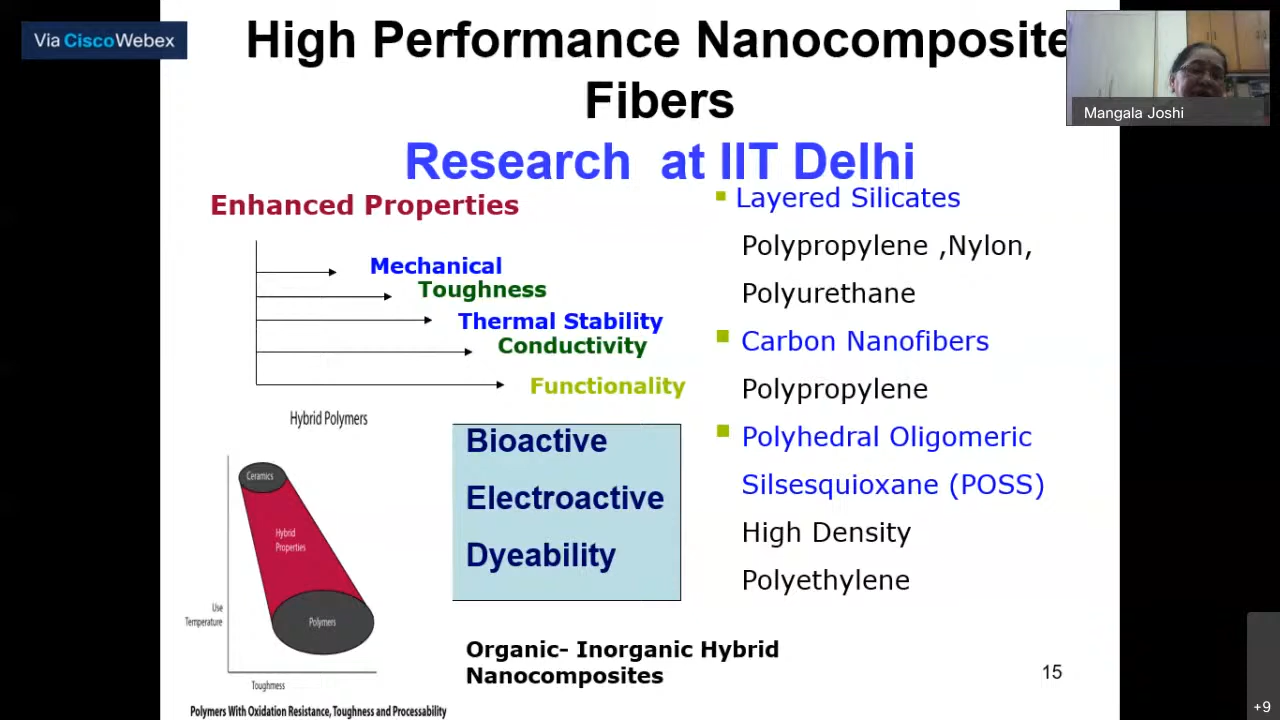 Via CiscoWebex
High Performance Nanocomposite
Fibers
Research at IIT Delhi
Mangala Joshi
Enhanced Properties
Mechanical
Toughness
Thermal Stability
Conductivity
Functionality
Hybrid Polymers
Ceramics
Hybrid
Properties
Polymers
Use
Temperature
Toughness
Polymers With Oxidation Resistance, Toughness and Processability
Bioactive
Electroactive
Dyeability
Organic- Inorganic Hybrid
Nanocomposites
Layered Silicates
Polypropylene ,Nylon,
Polyurethane
Carbon Nanofibers
Polypropylene
Polyhedral Oligomeric
Silsesquioxane (POSS)
High Density
Polyethylene
15
+9